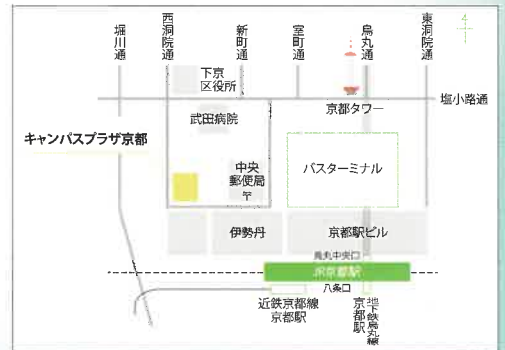 堀川通
西洞院通
新町通
室町通
烏丸通
東洞院通
下京
区役所
京都タワー
塩小路通
武田病院
キャンパスプラザ京都
中央
郵便局
〒
バスターミナル
伊勢丹
京都駅ビル
烏丸中央口
JR京都駅
八条口
近鉄京都線
京都駅
地下鉄烏丸線
京都駅